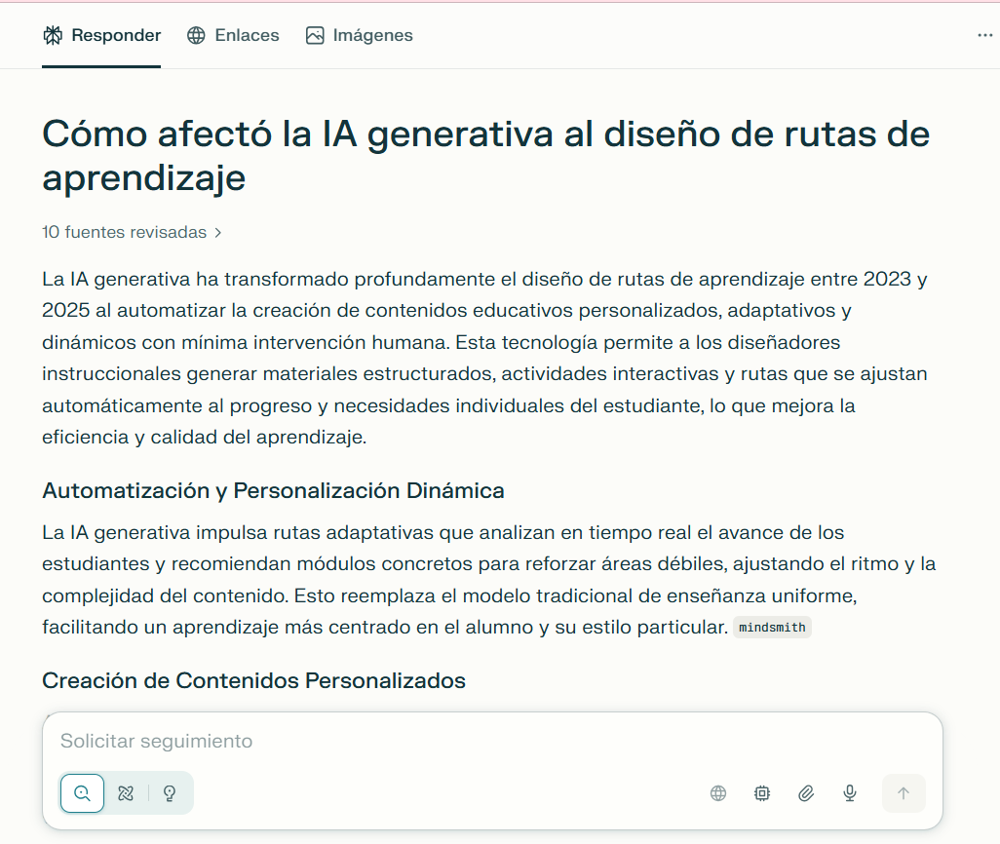 Responder Enlaces Imágenes
Cómo afectó la IA generativa al diseño de rutas de
aprendizaje
10 fuentes revisadas
La IA generativa ha transformado profundamente el diseño de rutas de aprendizaje entre 2023 y
2025 al automatizar la creación de contenidos educativos personalizados, adaptativos y
dinámicos con mínima intervención humana. Esta tecnología permite a los diseñadores
instruccionales generar materiales estructurados, actividades interactivas y rutas que se ajustan
automáticamente al progreso y necesidades individuales del estudiante, lo que mejora la
eficiencia y calidad del aprendizaje.
Automatización y Personalización Dinámica
La IA generativa impulsa rutas adaptativas que analizan en tiempo real el avance de los
estudiantes y recomiendan módulos concretos para reforzar áreas débiles, ajustando el ritmo y la
complejidad del contenido. Esto reemplaza el modelo tradicional de enseñanza uniforme,
facilitando un aprendizaje más centrado en el alumno y su estilo particular. mindsmith
Creación de Contenidos Personalizados
Solicitar seguimiento